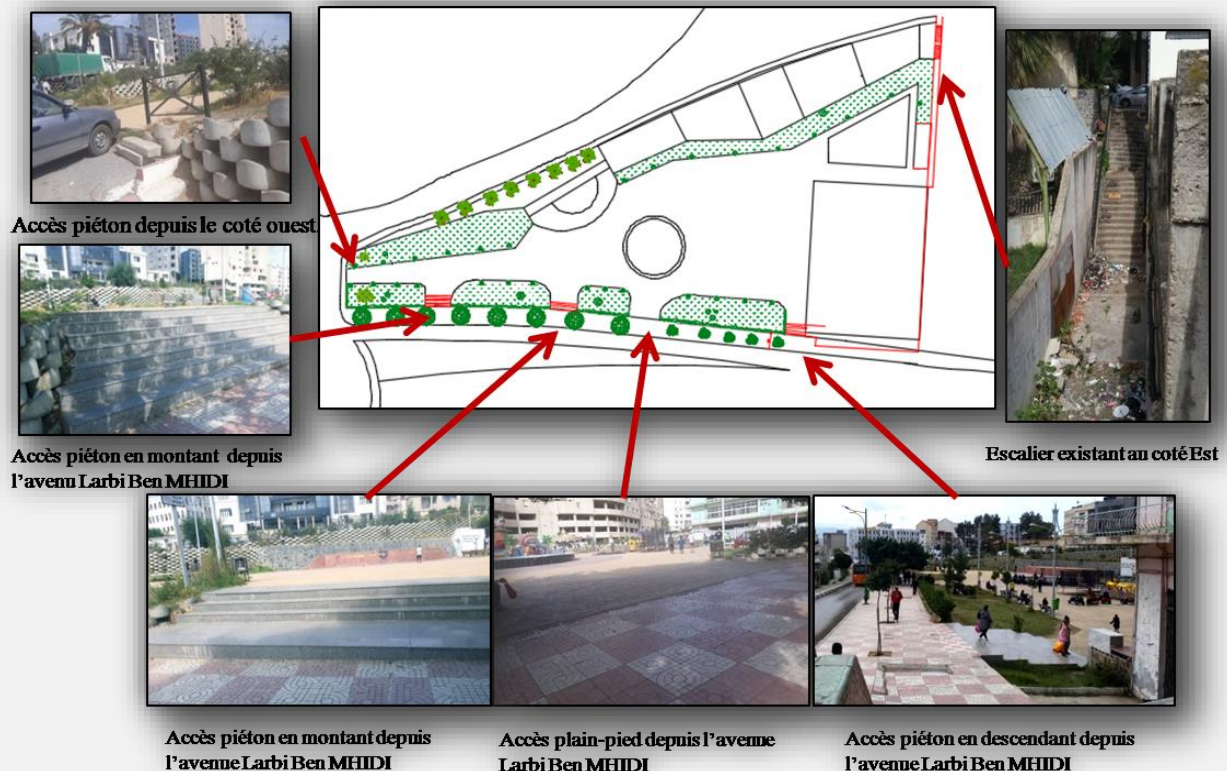 Accès piéton depuis le coté ouest
Accès piéton en montant depuis
l'avenu Larbi Ben MHIDI
Escalier existant au coté Est
Accès piéton en montant depuis
l'avenue Larbi Ben MHIDI
Accès plain-pied depuis l'avenue
Larbi Ben MHIDI
Accès piéton en descendant depuis
l'avenue Larbi Ben MHIDI